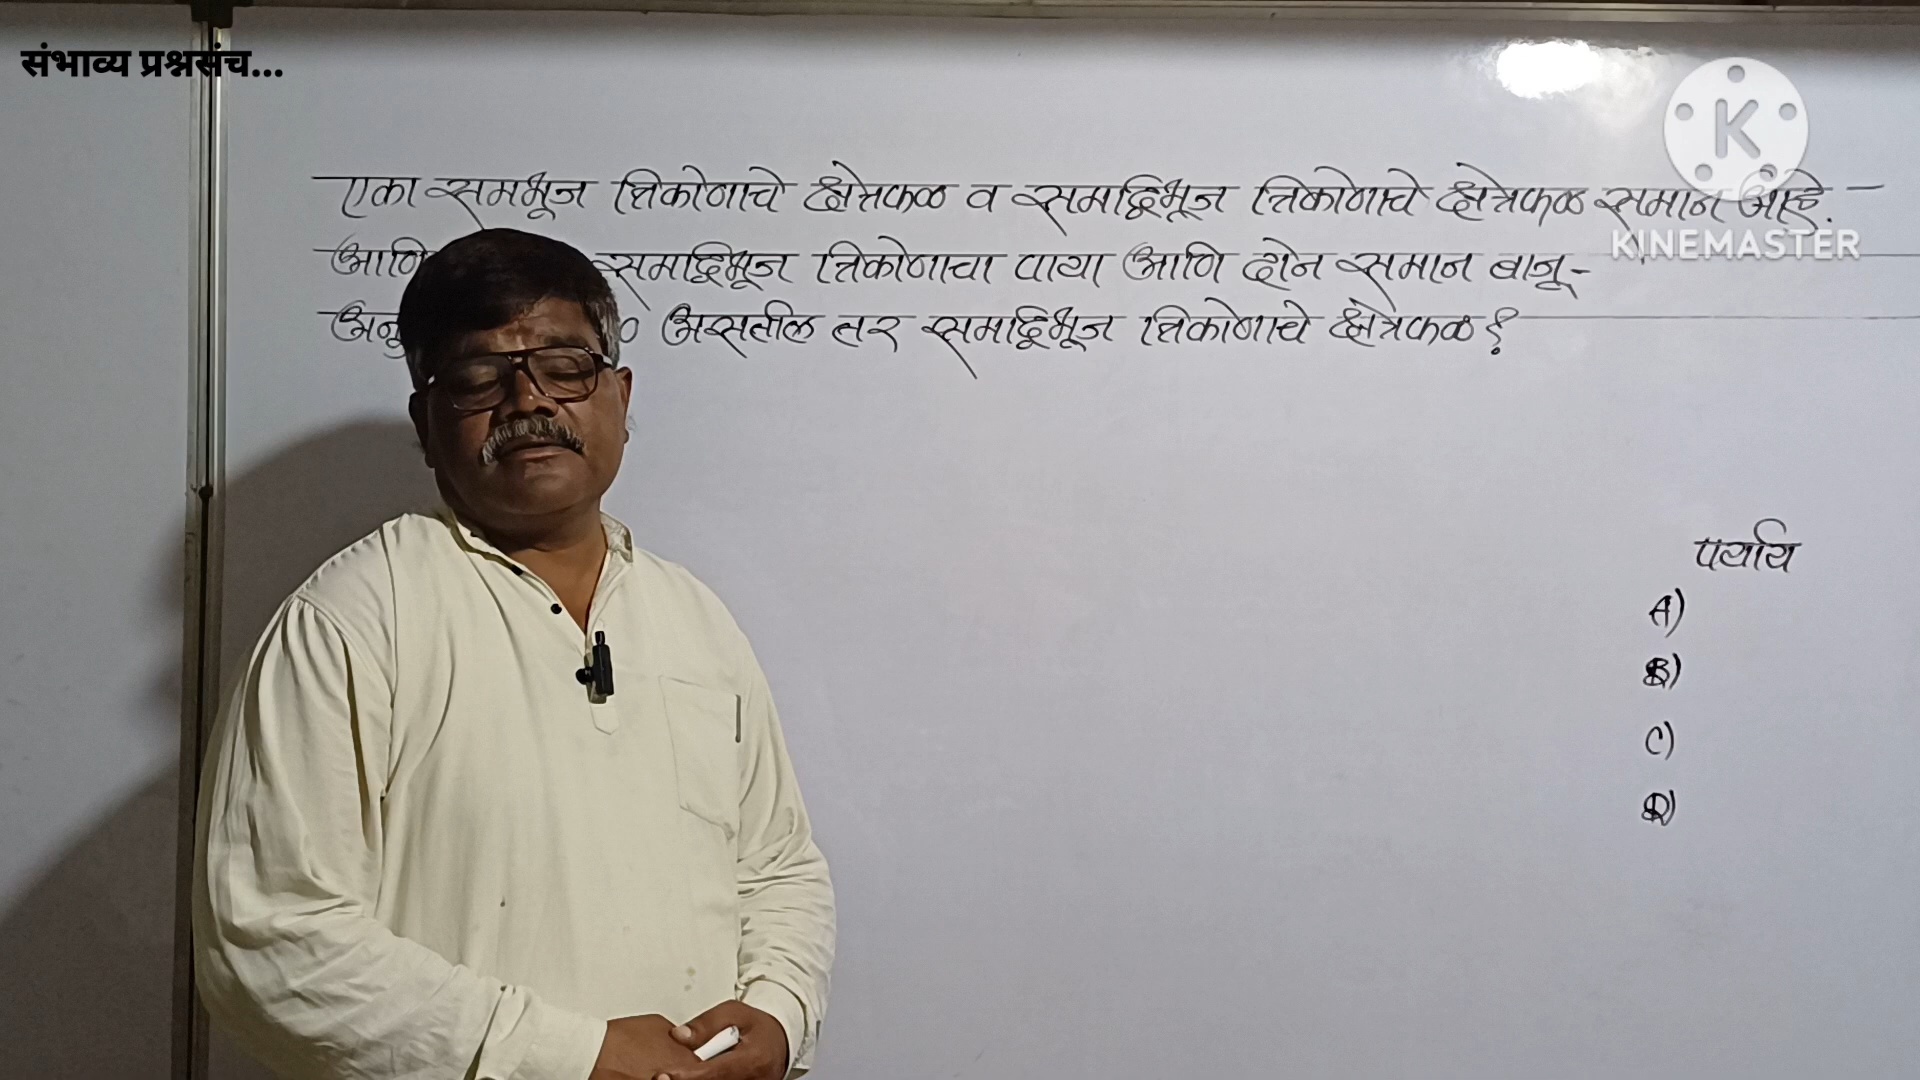 संभाव्य प्रश्नसंच...
एका समभूज त्रिकोणाचे क्षेत्रफळ व समद्विभूज त्रिकोणाचे क्षेत्रफळ समान आहे.
आणि समद्विभूज त्रिकोणाचा पाया आणि दोन समान बाजू-
असतील तर समद्विभूज त्रिकोणाचे क्षेत्रफळ ?
K
KINEMASTER
पर्याय
A)
B)
C)
D)